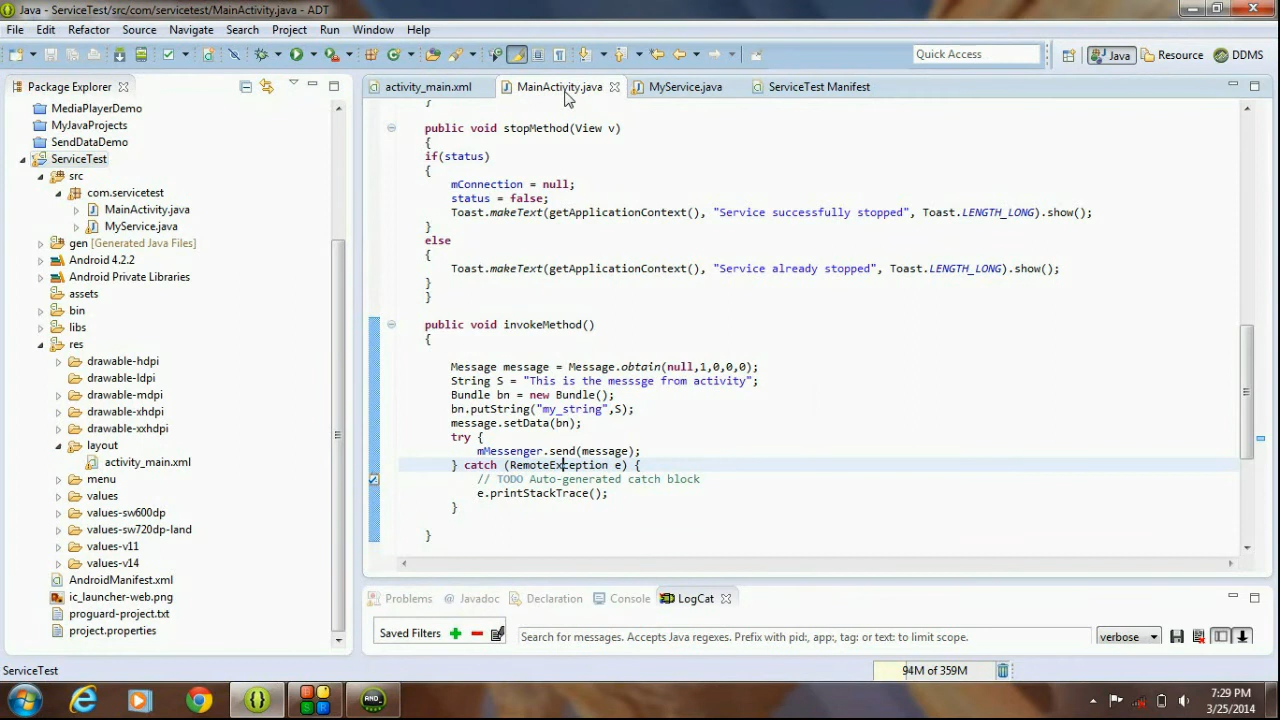 Java - ServiceTest/src/com/servicetest/MainActivity.java - ADT
File Edit Refactor Source Navigate Search Project Run Window Help
Quick Access Java Resource DDMS
Package Explorer
activity_main.xml MainActivity.java MyService.java ServiceTest Manifest
MediaPlayerDemo
MyJavaProjects
SendDataDemo
ServiceTest
src
com.servicetest
MainActivity.java
MyService.java
gen [Generated Java Files]
Android 4.2.2
Android Private Libraries
assets
bin
libs
res
drawable-hdpi
drawable-ldpi
drawable-mdpi
drawable-xhdpi
drawable-xxhdpi
layout
activity_main.xml
menu
values
values-sw600dp
values-sw720dp-land
values-v11
values-v14
AndroidManifest.xml
ic_launcher-web.png
proguard-project.txt
project.properties
}
public void stopMethod(View v)
{
if(status)
{
mConnection = null;
status = false;
Toast.makeText(getApplicationContext(), "Service successfully stopped", Toast.LENGTH_LONG).show();
}
else
{
Toast.makeText(getApplicationContext(), "Service already stopped", Toast.LENGTH_LONG).show();
}
}
public void invokeMethod()
{
Message message = Message.obtain(null,1,0,0,0);
String S = "This is the messsge from activity";
Bundle bn = new Bundle();
bn.putString("my_string",S);
message.setData(bn);
try {
mMessenger.send(message);
} catch (RemoteException e) {
// TODO Auto-generated catch block
e.printStackTrace();
}
}
Problems Javadoc Declaration Console LogCat
Saved Filters Search for messages. Accepts Java regexes. Prefix with pid:, app:, tag: or text: to limit scope. verbose
ServiceTest 94M of 359M
AND
7:29 PM
3/25/2014